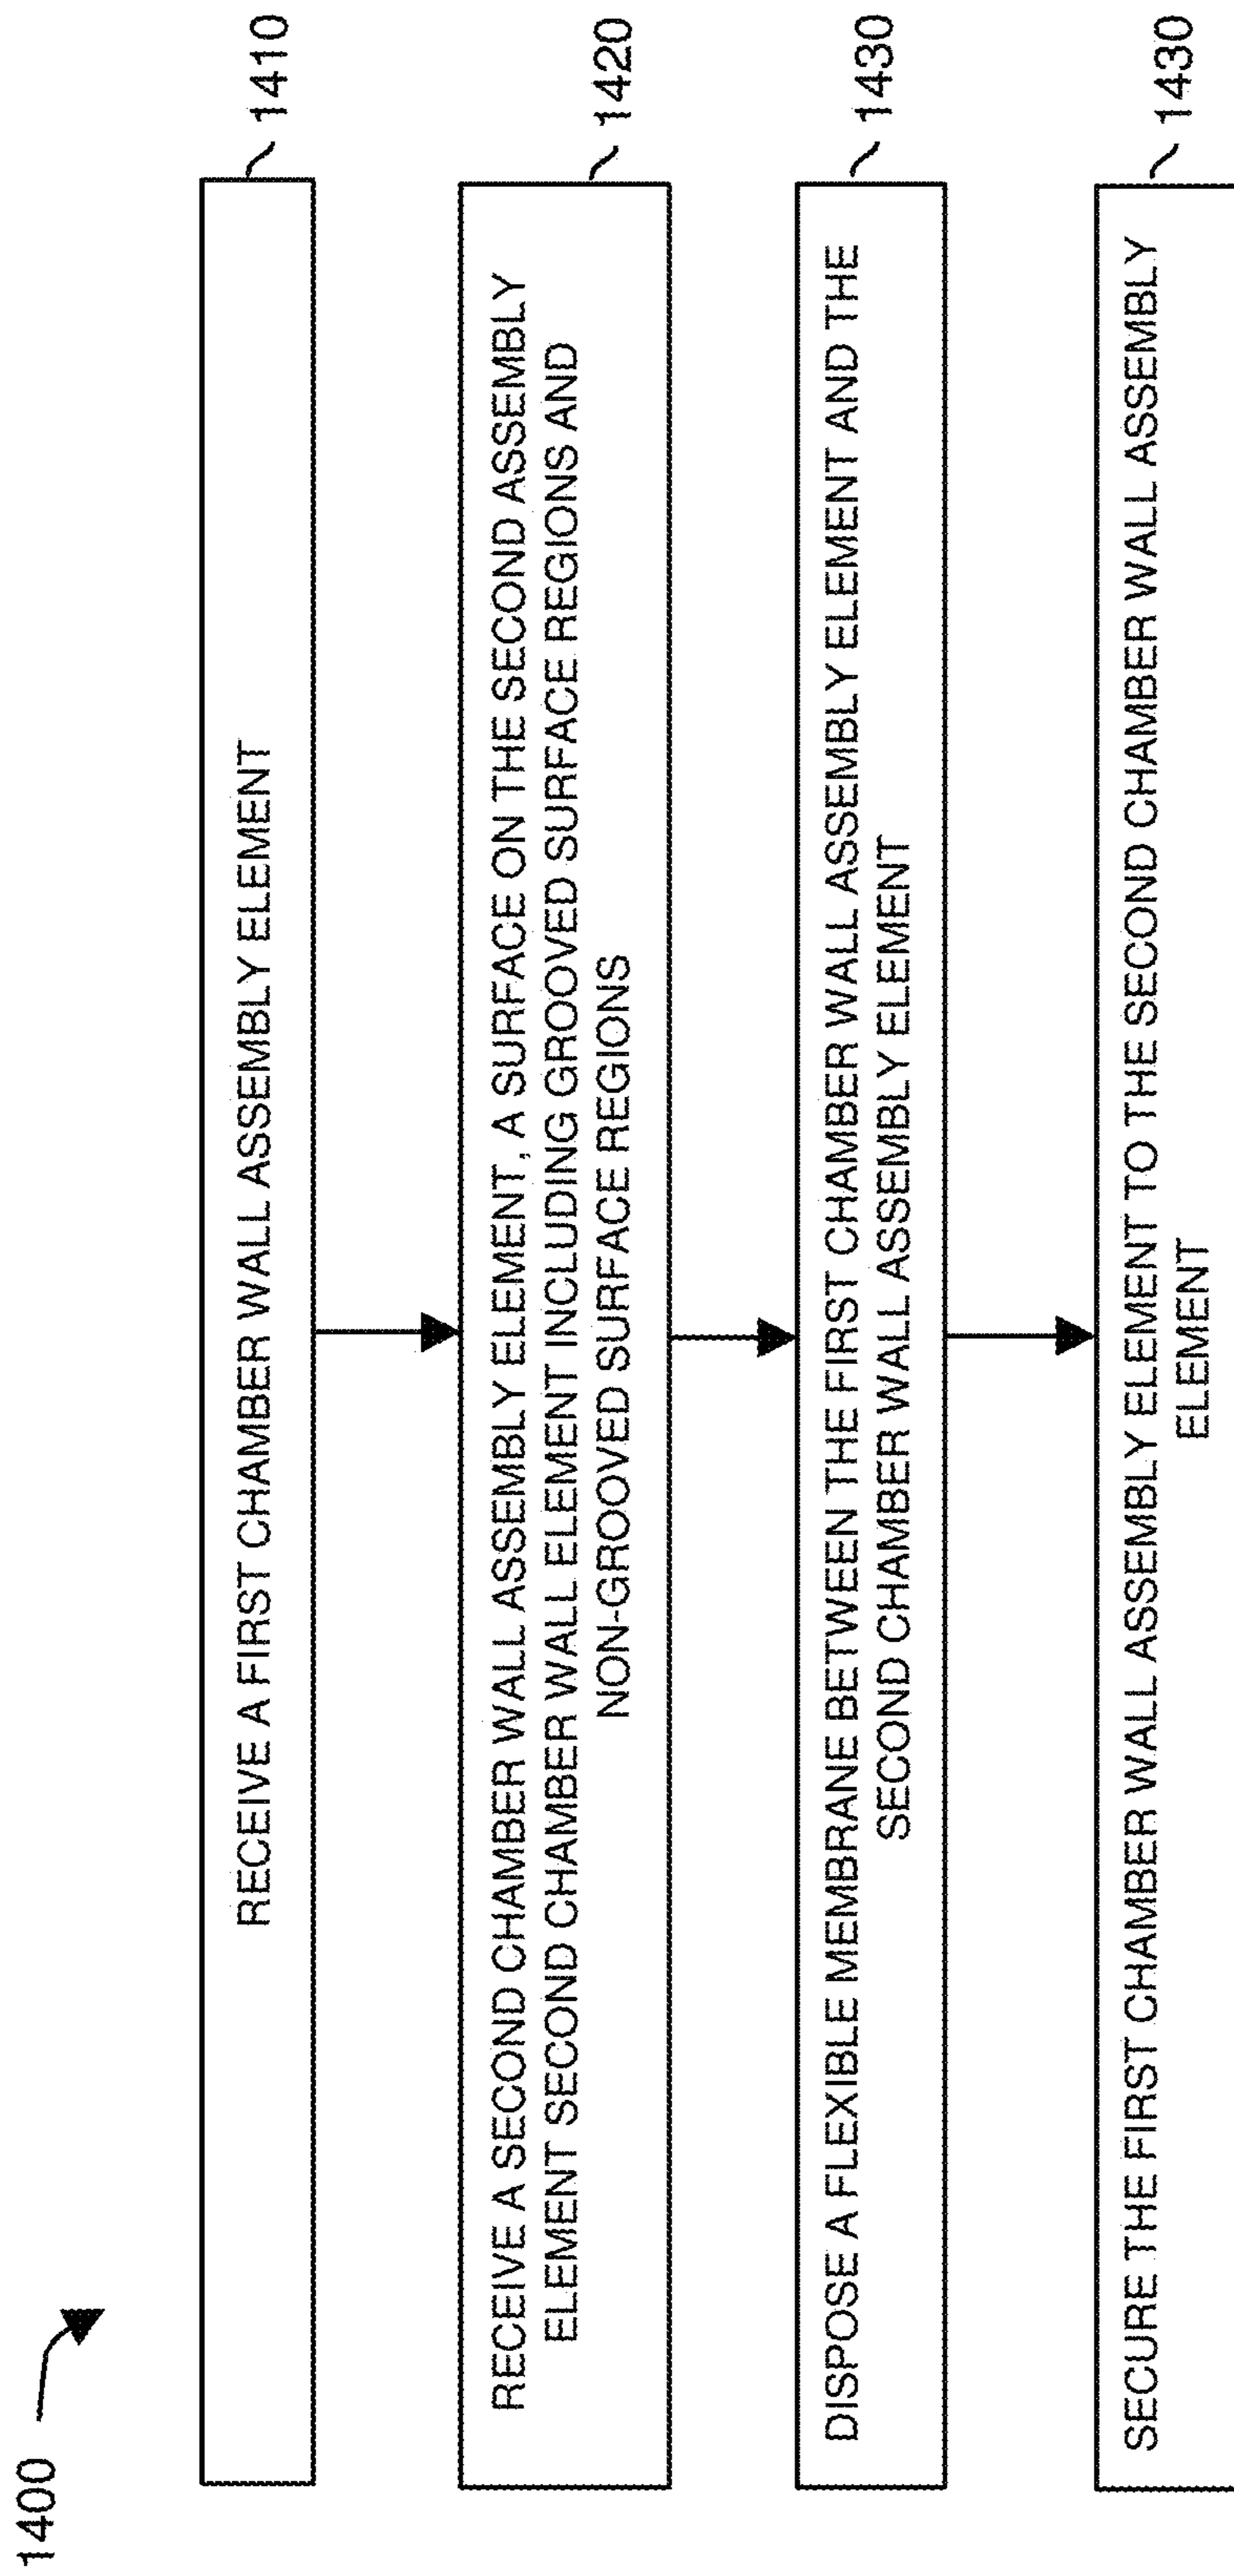 1400
RECEIVE A FIRST CHAMBER WALL ASSEMBLY ELEMENT
1410
RECEIVE A SECOND CHAMBER WALL ASSEMBLY ELEMENT, A SURFACE ON THE SECOND ASSEMBLY
ELEMENT SECOND CHAMBER WALL ELEMENT INCLUDING GROOVED SURFACE REGIONS AND
NON-GROOVED SURFACE REGIONS
1420
DISPOSE A FLEXIBLE MEMBRANE BETWEEN THE FIRST CHAMBER WALL ASSEMBLY ELEMENT AND THE
SECOND CHAMBER WALL ASSEMBLY ELEMENT
1430
SECURE THE FIRST CHAMBER WALL ASSEMBLY ELEMENT TO THE SECOND CHAMBER WALL ASSEMBLY
ELEMENT
1430